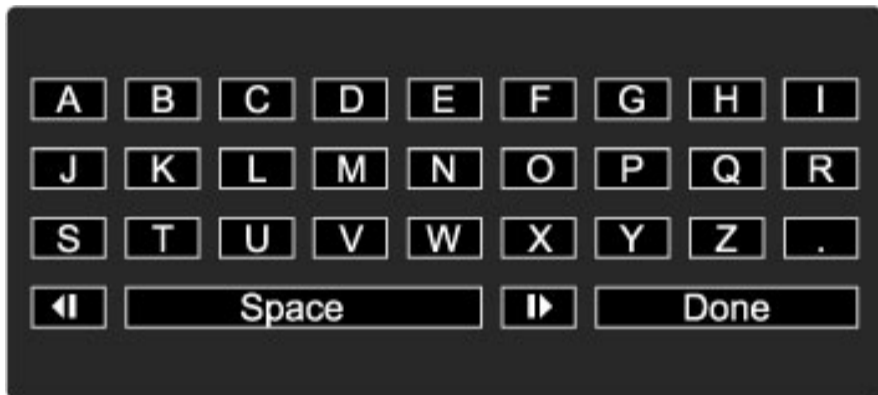 A B C D E F G H I
J K L M N O P Q R
S T U V W X Y Z .
Space Done